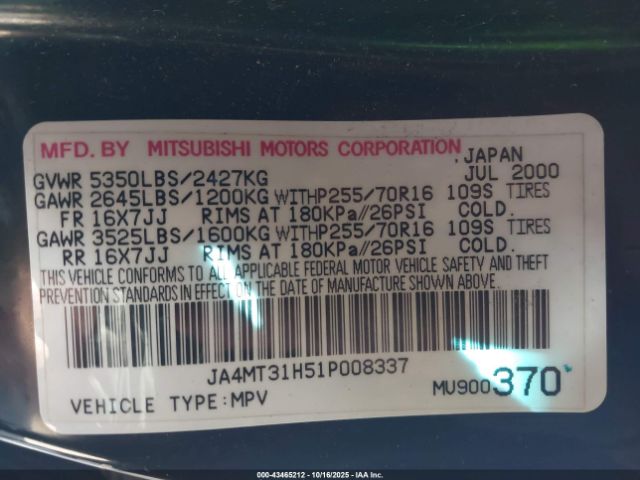 MFD. BY MITSUBISHI MOTORS CORPORATION JAPAN
GVWR 5350LBS/2427KG JUL 2000
GAWR 2645LBS/1200KG WITHP255/70R16 109S TIRES
FR 16X7JJ RIMS AT 180KPa//26PSI COLD.
GAWR 3525LBS/1600KG WITHP255/70R16 109S TIRES
RR 16X7JJ RIMS AT 180KPa//26PSI COLD.
THIS VEHICLE CONFORMS TO ALL APPLICABLE FEDERAL MOTOR VEHICLE SAFETY AND THEFT
PREVENTION STANDARDS IN EFFECT ON THE DATE OF MANUFACTURE SHOWN ABOVE.
JA4MT31H51P008337
VEHICLE TYPE:MPV MU900370
000-43465212 - 10/16/2025 - IAAI, Inc.